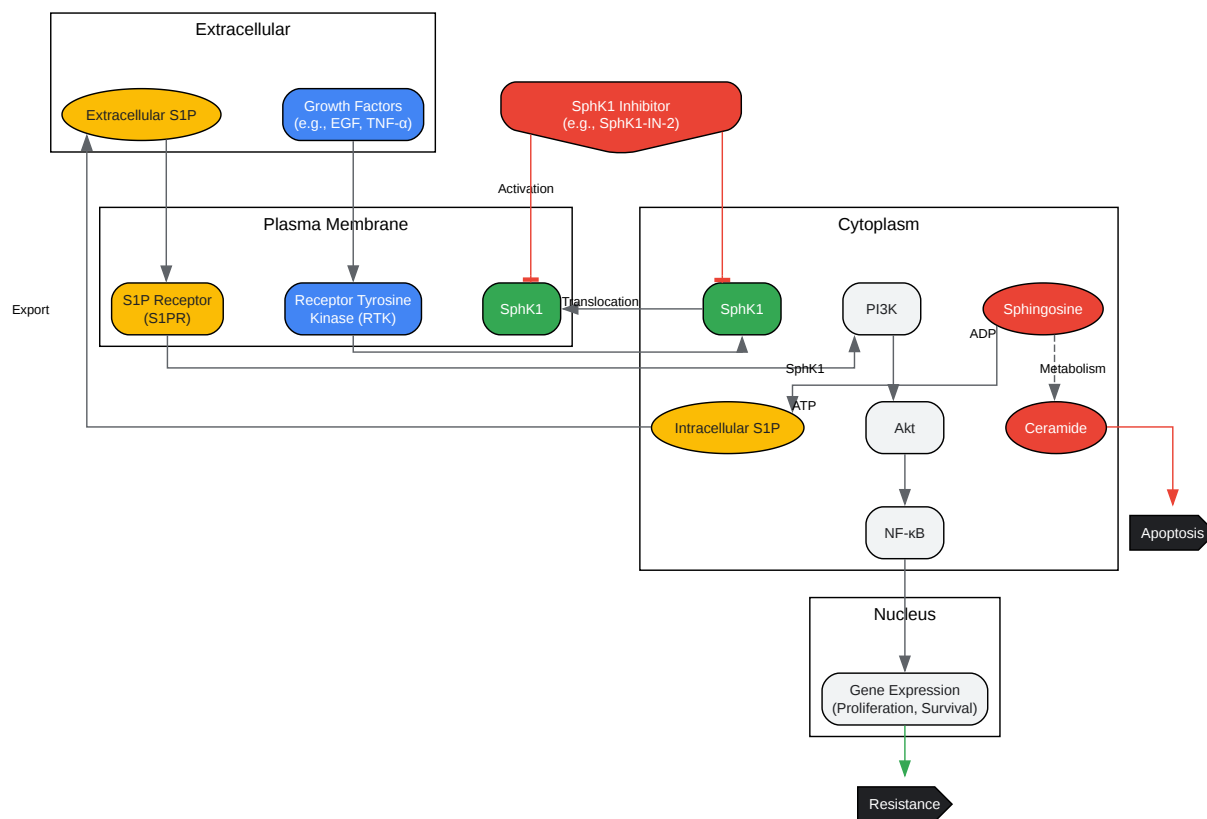 Extracellular
Extracellular S1P
Growth Factors
(e.g., EGF, TNF-α)
SphK1 Inhibitor
(e.g., SphK1-IN-2)
Activation
Plasma Membrane
Cytoplasm
Export
S1P Receptor
(S1PR)
Receptor Tyrosine
Kinase (RTK)
SphK1
Translocation
SphK1
PI3K
Sphingosine
ADP
SphK1
Metabolism
ATP
Intracellular S1P
Akt
Ceramide
NF-κB
Apoptosis
Nucleus
Gene Expression
(Proliferation, Survival)
Resistance